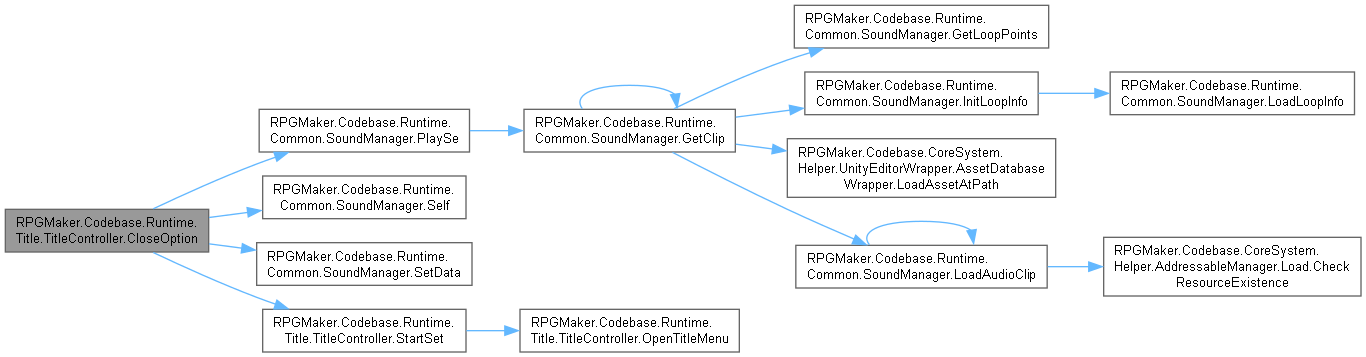 RPGMaker.Codebase.Runtime.
Title.TitleController.CloseOption
RPGMaker.Codebase.Runtime.
Common.SoundManager.PlaySe
RPGMaker.Codebase.Runtime.
Common.SoundManager.Self
RPGMaker.Codebase.Runtime.
Common.SoundManager.SetData
RPGMaker.Codebase.Runtime.
Title.TitleController.StartSet
RPGMaker.Codebase.Runtime.
Common.SoundManager.GetClip
RPGMaker.Codebase.Runtime.
Title.TitleController.OpenTitleMenu
RPGMaker.Codebase.Runtime.
Common.SoundManager.GetLoopPoints
RPGMaker.Codebase.Runtime.
Common.SoundManager.InitLoopInfo
RPGMaker.Codebase.CoreSystem.
Helper.UnityEditorWrapper.AssetDatabase
Wrapper.LoadAssetAtPath
RPGMaker.Codebase.Runtime.
Common.SoundManager.LoadAudioClip
RPGMaker.Codebase.Runtime.
Common.SoundManager.LoadLoopInfo
RPGMaker.Codebase.CoreSystem.
Helper.AddressableManager.Load.Check
ResourceExistence